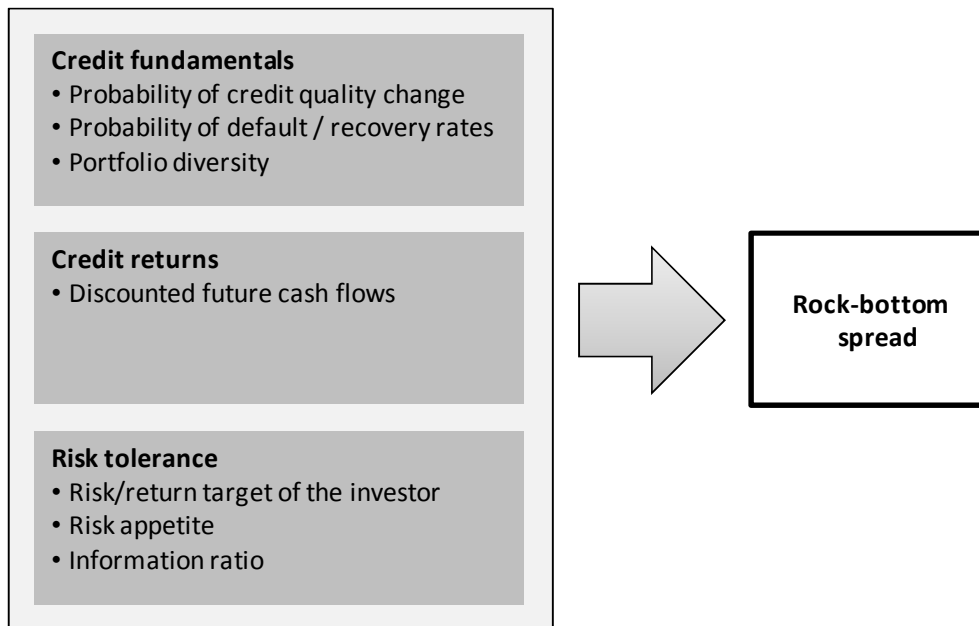 Credit fundamentals
• Probability of credit quality change
• Probability of default / recovery rates
• Portfolio diversity
Credit returns
• Discounted future cash flows
Rock-bottom
spread
Risk tolerance
• Risk/return target of the investor
• Risk appetite
• Information ratio